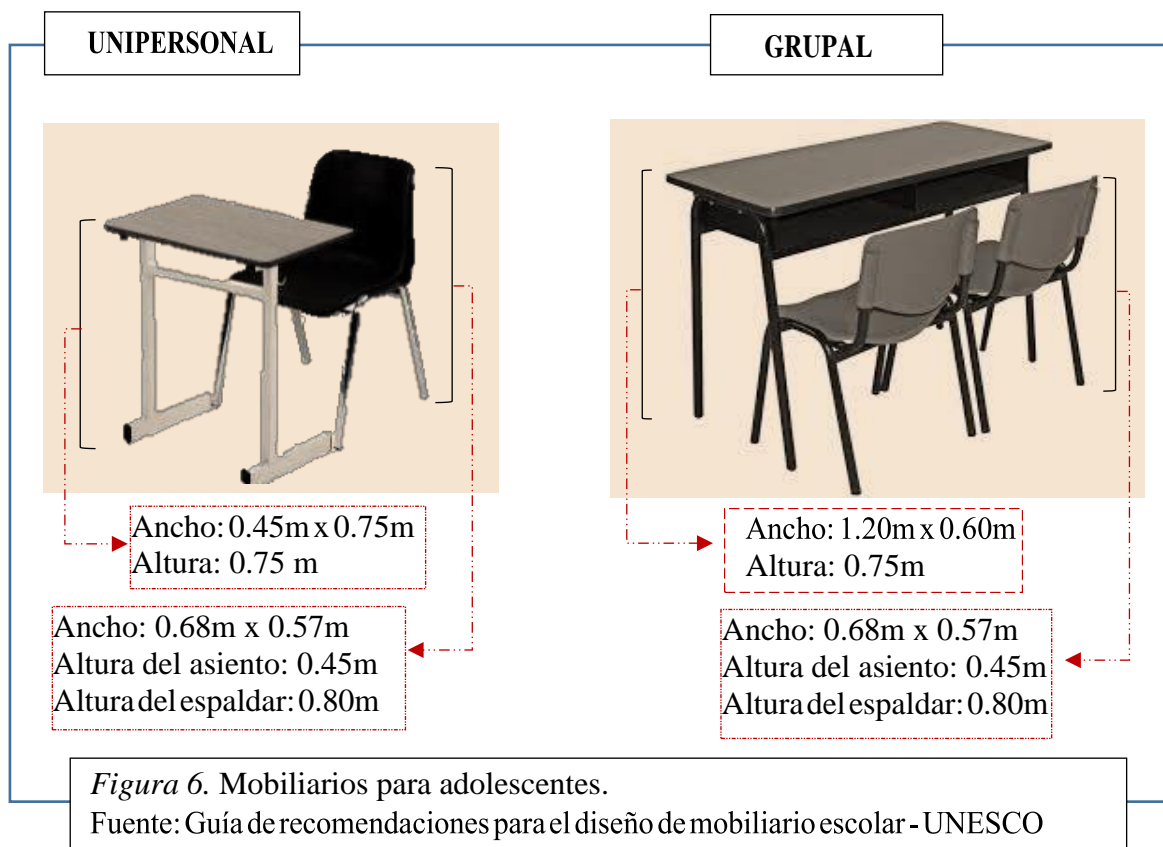 UNIPERSONAL
GRUPAL
Ancho: 0.45m x 0.75m
Altura: 0.75 m
Ancho: 0.68m x 0.57m
Altura del asiento: 0.45m
Altura del espaldar: 0.80m
Ancho: 1.20m x 0.60m
Altura: 0.75m
Ancho: 0.68m x 0.57m
Altura del asiento: 0.45m
Altura del espaldar: 0.80m
Figura 6. Mobiliarios para adolescentes.
Fuente: Guía de recomendaciones para el diseño de mobiliario escolar - UNESCO